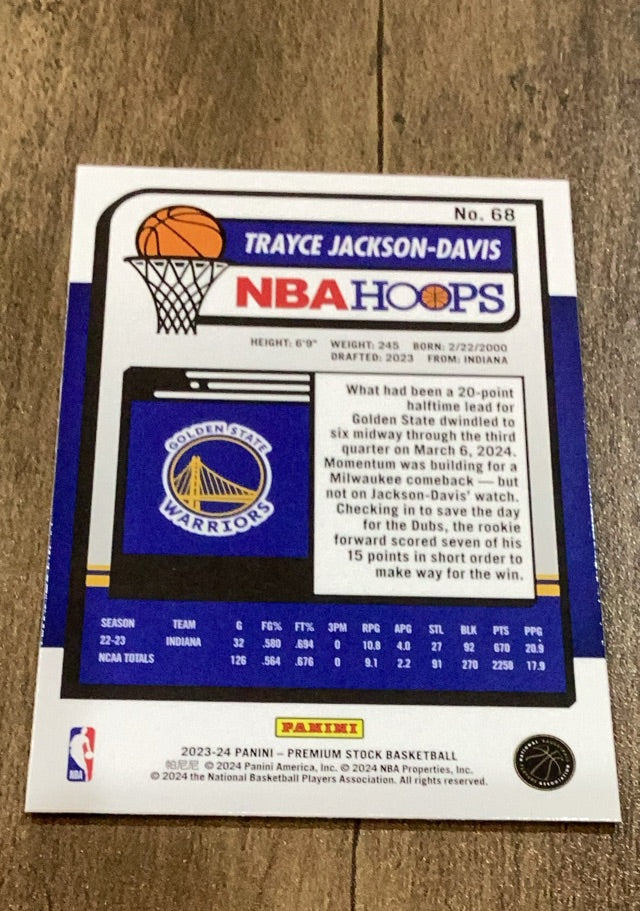 No. 68
TRAYCE JACKSON-DAVIS
NBA HOOPS
HEIGHT: 6'9" WEIGHT: 245 BORN: 2/22/2000
DRAFTED: 2023 FROM: INDIANA
What had been a 20-point
halftime lead for
Golden State dwindled to
six midway through the third
quarter on March 6, 2024.
Momentum was building for a
Milwaukee comeback — but
not on Jackson-Davis' watch.
Checking in to save the day
for the Dubs, the rookie
forward scored seven of his
15 points in short order to
make way for the win.
GOLDEN STATE
WARRIORS
SEASON TEAM G FG% FT% 3PM RPG APG STL BLK PTS PPG
22-23 INDIANA 32 .580 .694 0 10.8 4.0 27 92 670 20.9
NCAA TOTALS 126 .564 .676 0 9.1 2.2 91 270 2258 17.9
PANINI
2023-24 PANINI – PREMIUM STOCK BASKETBALL
帕尼尼 © 2024 Panini America, Inc. © 2024 NBA Properties, Inc.
© 2024 the National Basketball Players Association. All rights reserved.
NBA
NATIONAL
ASSOCIATION